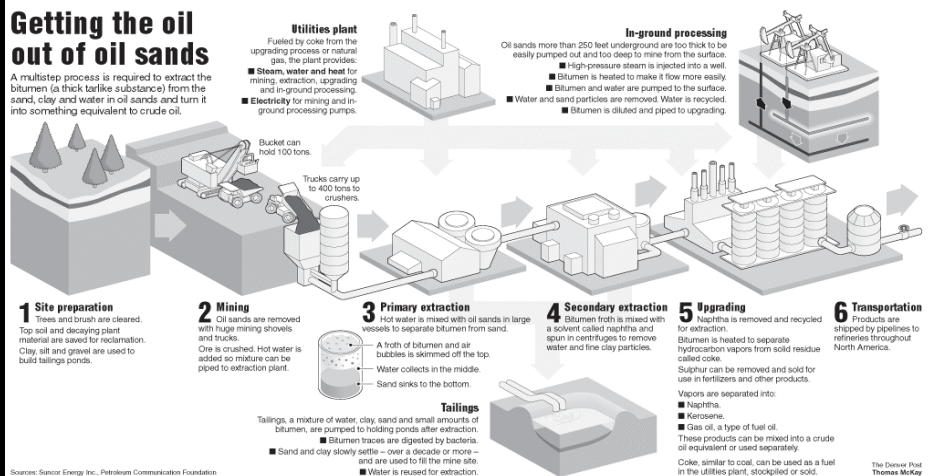 Getting the oil
out of oil sands
A multistep process is required to extract the
bitumen (a thick tarlike substance) from the
sand, clay and water in oil sands and turn it
into something equivalent to crude oil.
Utilities plant
Fueled by coke from the
upgrading process or natural
gas, the plant provides:
■ Steam, water and heat for
mining, extraction, upgrading
and in-ground processing.
■ Electricity for mining and in-
ground processing pumps.
In-ground processing
Oil sands more than 250 feet underground are too thick to be
easily pumped out and too deep to mine from the surface.
■ High-pressure steam is injected into a well.
■ Bitumen is heated to make it flow more easily.
■ Bitumen and water are pumped to the surface.
■ Water and sand particles are removed. Water is recycled.
■ Bitumen is diluted and piped to upgrading.
Bucket can
hold 100 tons.
Trucks carry up
to 400 tons to
crushers.
1 Site preparation
Trees and brush are cleared.
Top soil and decaying plant
material are saved for reclamation.
Clay, silt and gravel are used to
build tailings ponds.
2 Mining
Oil sands are removed
with huge mining shovels
and trucks.
Ore is crushed. Hot water is
added so mixture can be
piped to extraction plant.
3 Primary extraction
Hot water is mixed with oil sands in large
vessels to separate bitumen from sand.
A froth of bitumen and air
bubbles is skimmed off the top.
Water collects in the middle.
Sand sinks to the bottom.
4 Secondary extraction
Bitumen froth is mixed with
a solvent called naphtha and
spun in centrifuges to remove
water and fine clay particles.
5 Upgrading
Naphtha is removed and recycled
for extraction.
Bitumen is heated to separate
hydrocarbon vapors from solid residue
called coke.
Sulphur can be removed and sold for
use in fertilizers and other products.
Vapors are separated into:
■ Naphtha.
■ Kerosene.
■ Gas oil, a type of fuel oil.
These products can be mixed into a crude
oil equivalent or used separately.
Coke, similar to coal, can be used as a fuel
in the utilities plant, stockpiled or sold.
6 Transportation
Products are
shipped by pipelines to
refineries throughout
North America.
Tailings
Tailings, a mixture of water, clay, sand and small amounts of
bitumen, are pumped to holding ponds after extraction.
■ Bitumen traces are digested by bacteria.
■ Sand and clay slowly settle – over a decade or more –
and are used to fill the mine site.
■ Water is reused for extraction.
Sources: Suncor Energy Inc., Petroleum Communication Foundation
The Denver Post
Thomas McKay